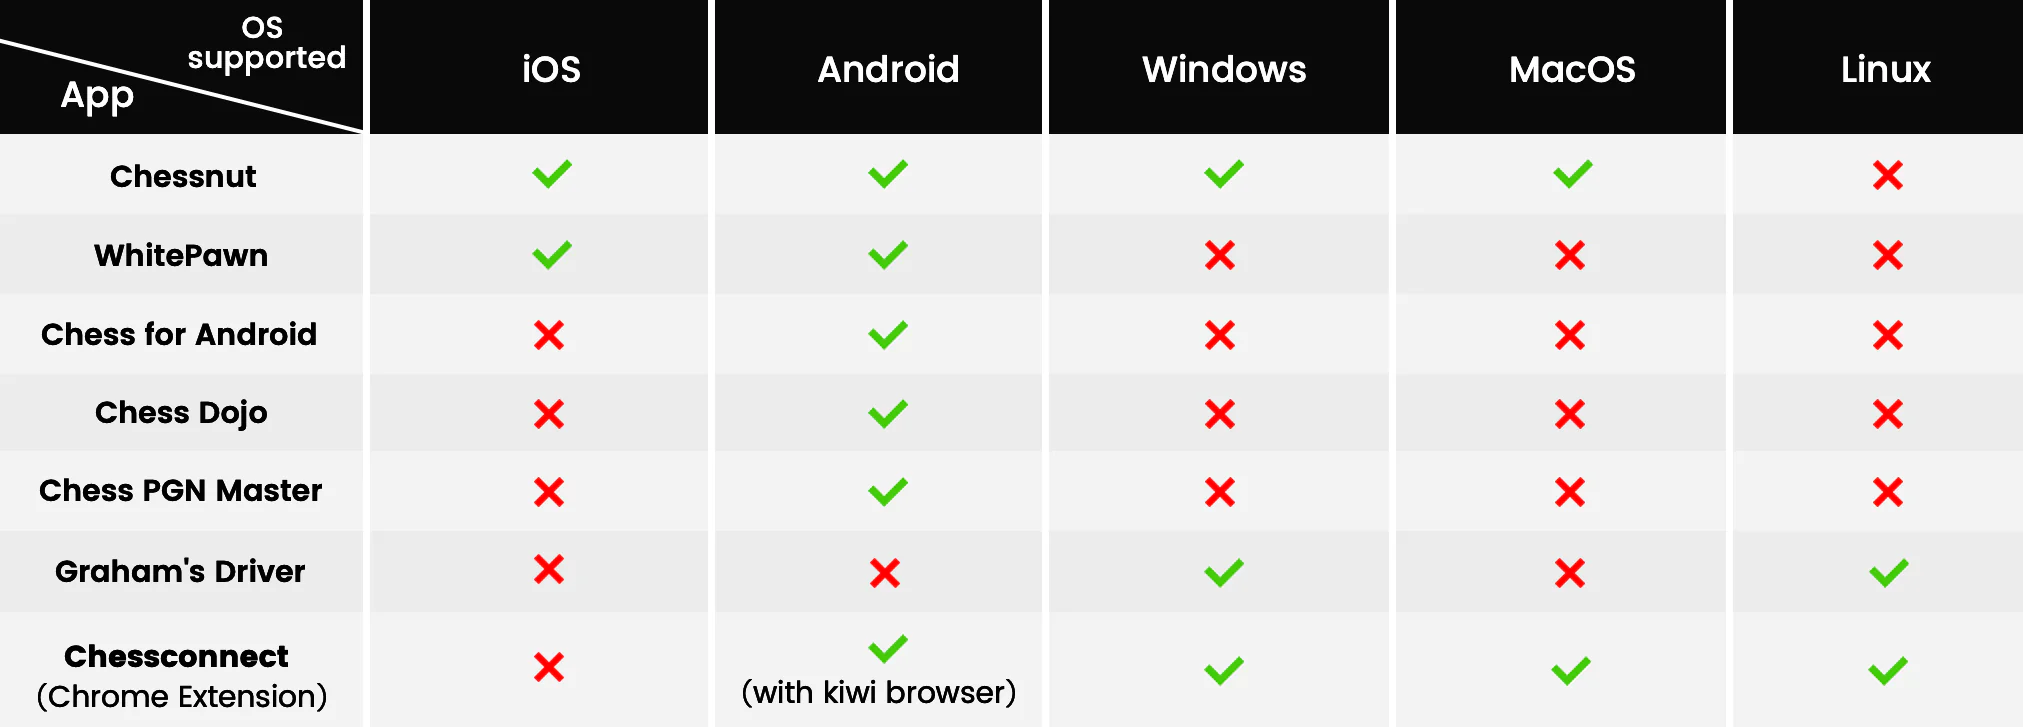 OS
supported
App
iOS
Android
Windows
MacOS
Linux
Chessnut
WhitePawn
Chess for Android
Chess Dojo
Chess PGN Master
Graham's Driver
Chessconnect
(Chrome Extension)
(with kiwi browser)